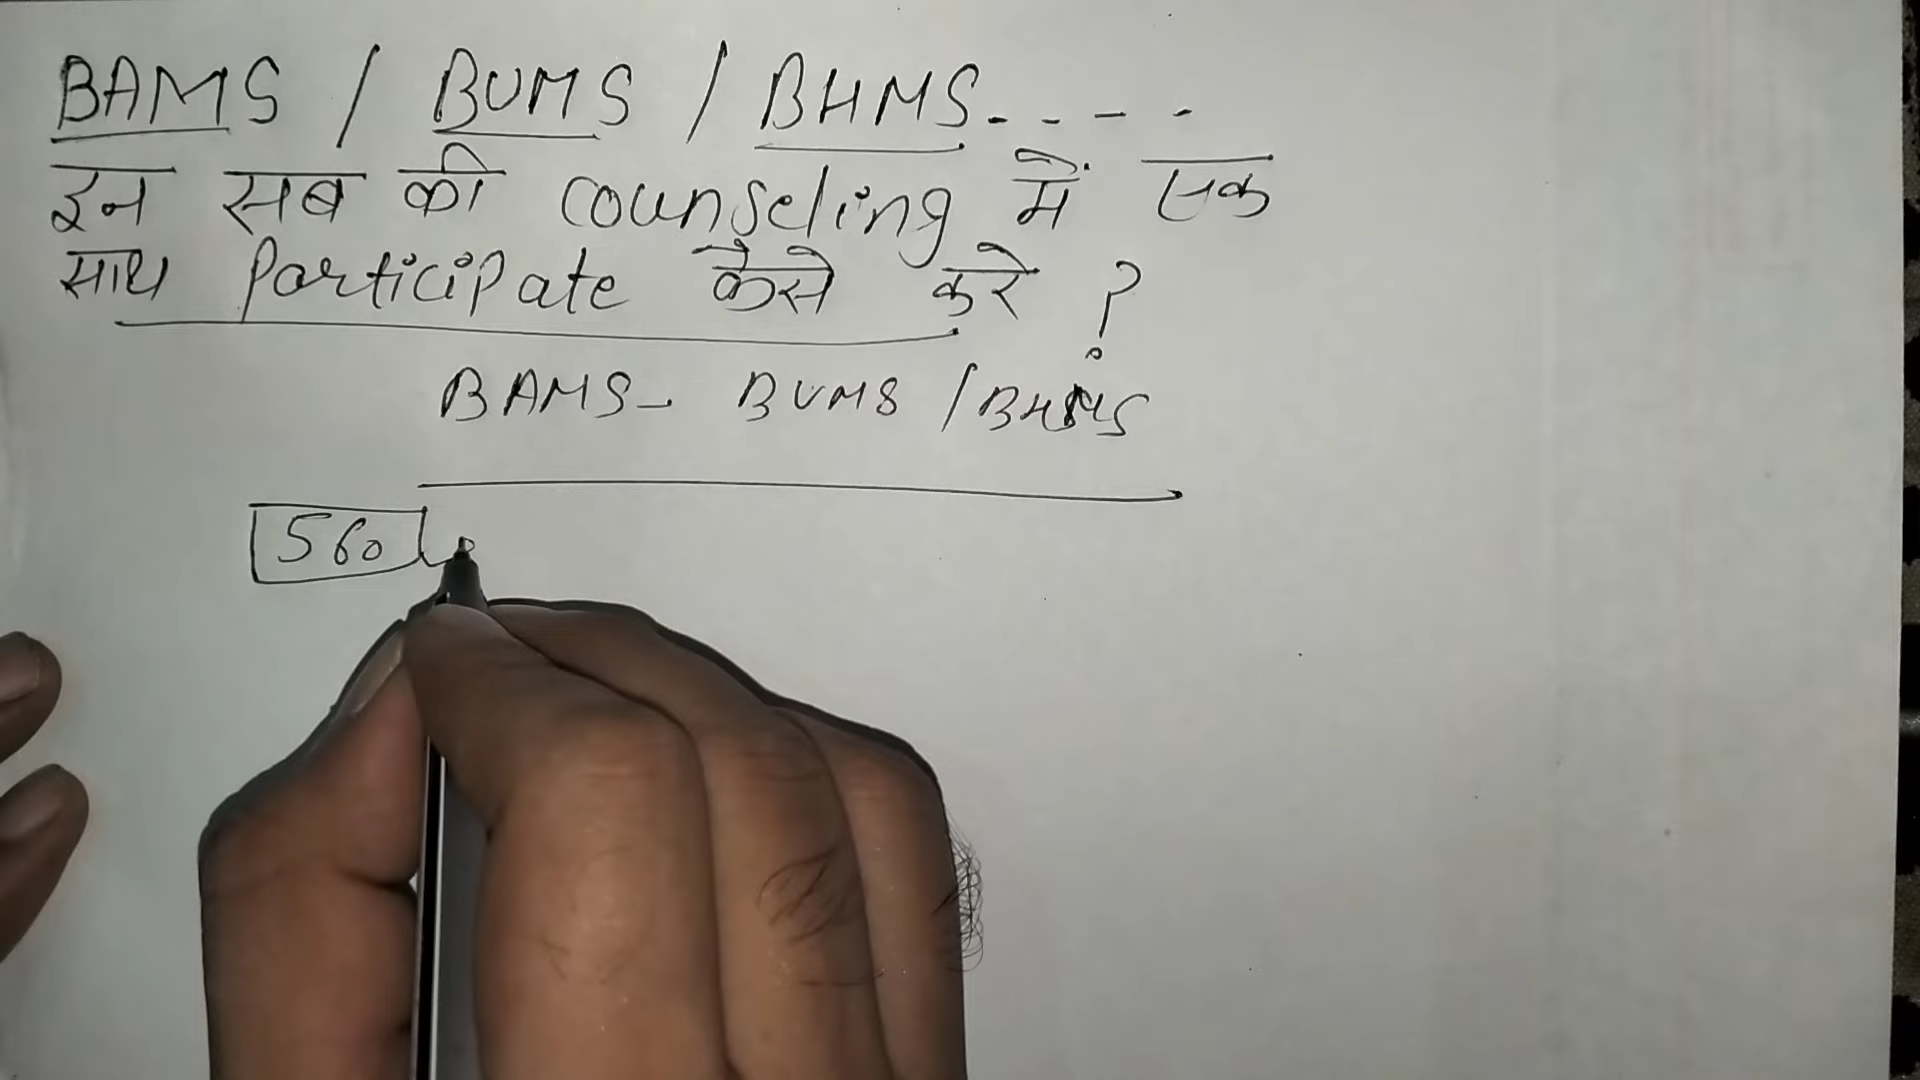 BAMS / BUMS / BHMS - - - -
इन सब की counseling में एक
साथ Participate कैसे करे ?
BAMS - BUMS / BHMS
560